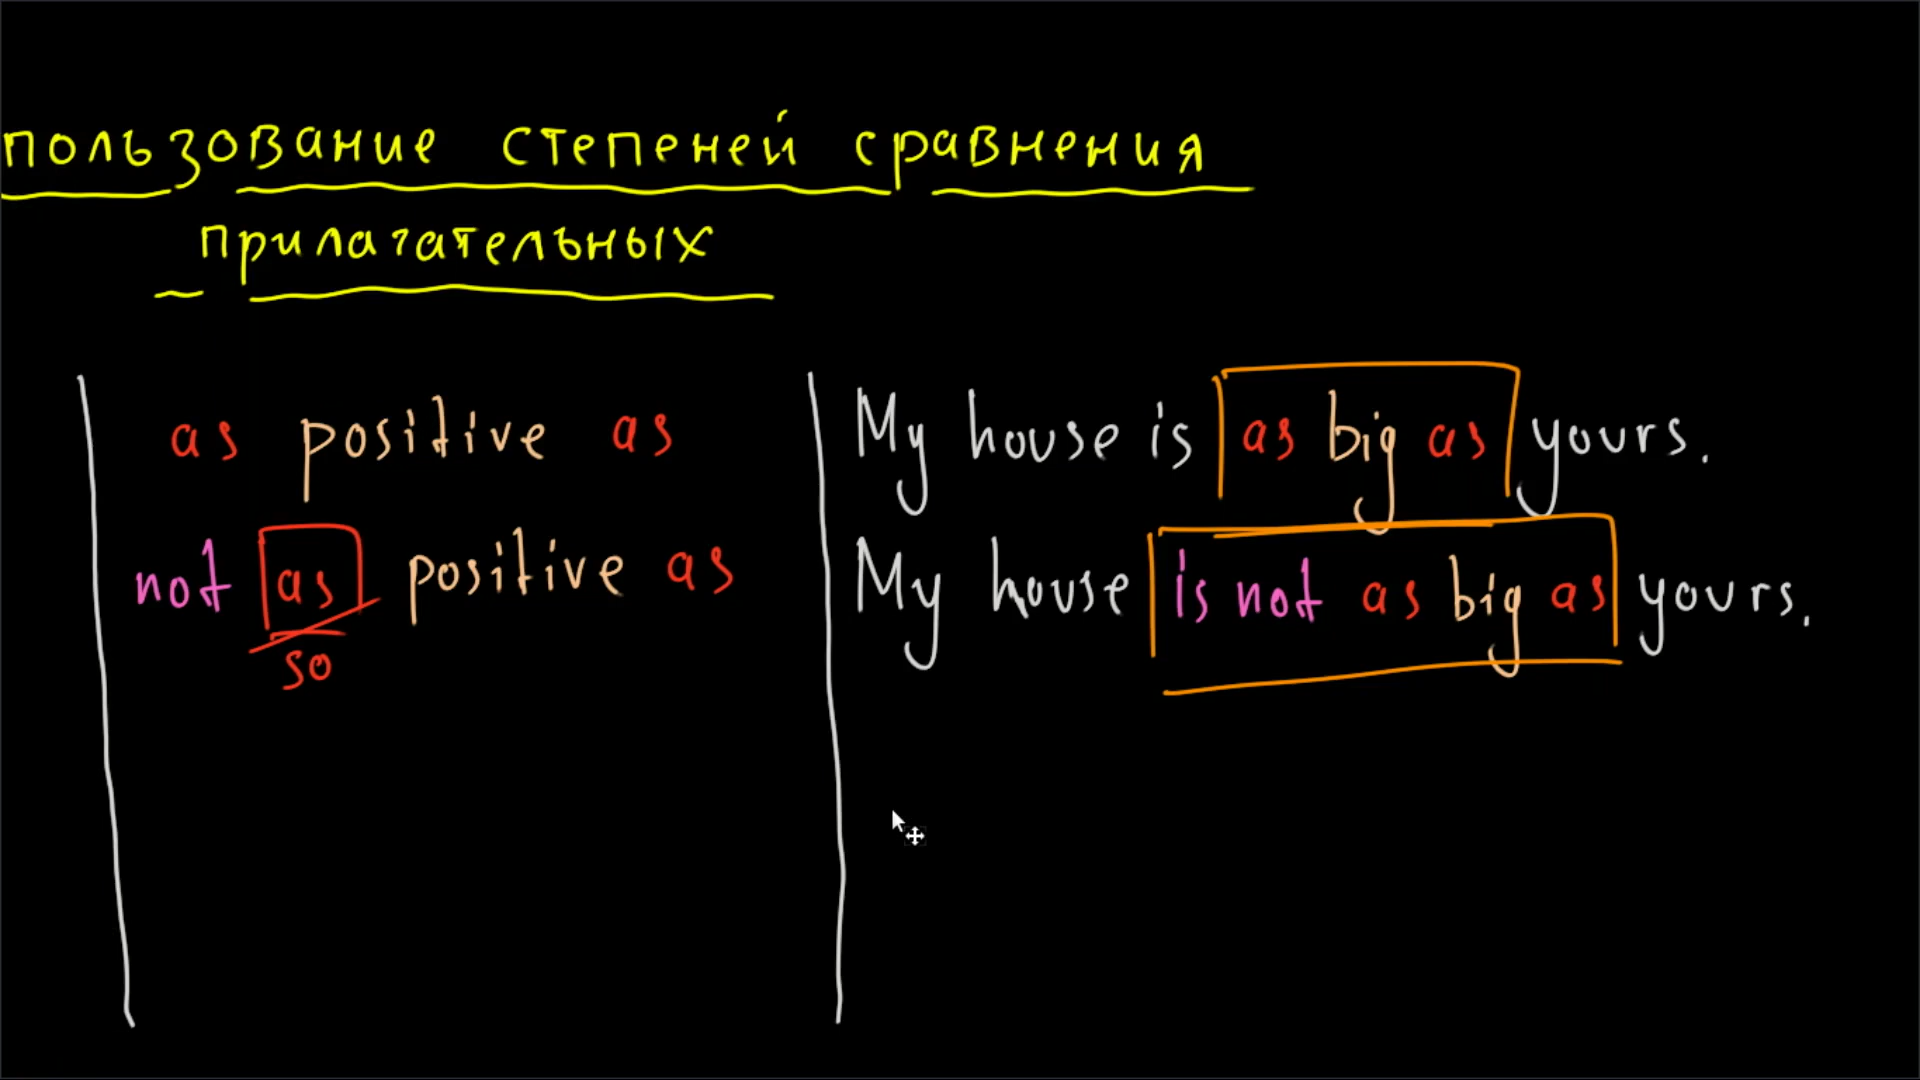 пользование степеней сравнения
прилагательных
as positive as
not as positive as
so
My house is as big as yours.
My house is not as big as yours.